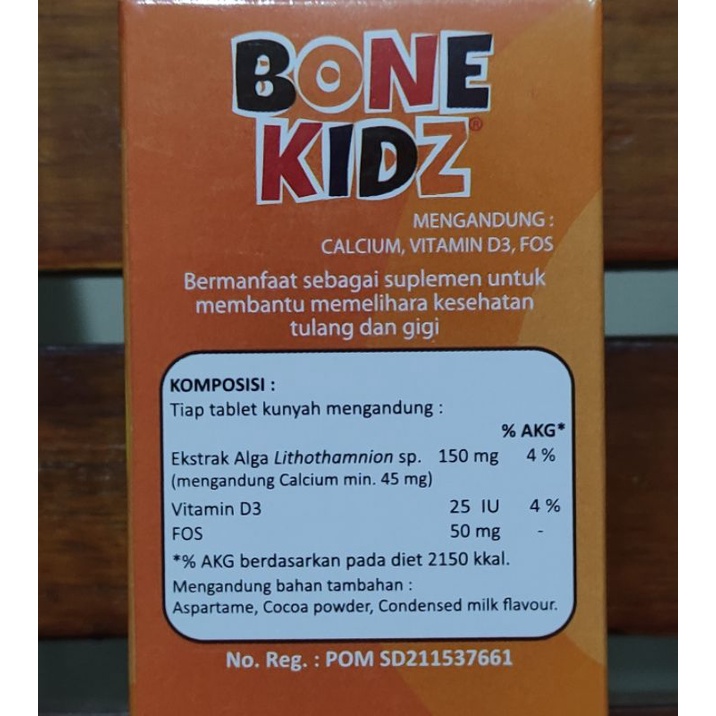 BONE
KIDZ®
MENGANDUNG :
CALCIUM, VITAMIN D3, FOS
Bermanfaat sebagai suplemen untuk
membantu memelihara kesehatan
tulang dan gigi
KOMPOSISI :
Tiap tablet kunyah mengandung :
% AKG*
Ekstrak Alga Lithothamnion sp. 150 mg 4 %
(mengandung Calcium min. 45 mg)
Vitamin D3 25 IU 4 %
FOS 50 mg -
*% AKG berdasarkan pada diet 2150 kkal.
Mengandung bahan tambahan :
Aspartame, Cocoa powder, Condensed milk flavour.
No. Reg. : POM SD211537661